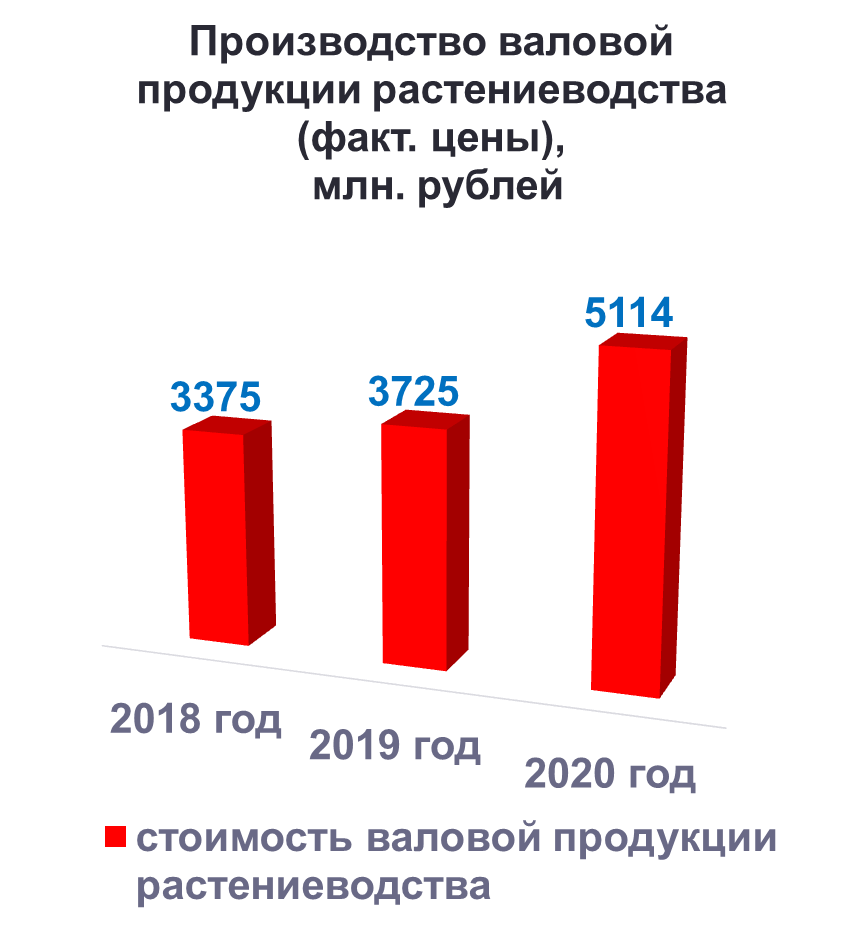 Производство валовой
продукции растениеводства
(факт. цены),
млн. рублей
5114
3375
3725
2018 год
2019 год
2020 год
стоимость валовой продукции
растениеводства